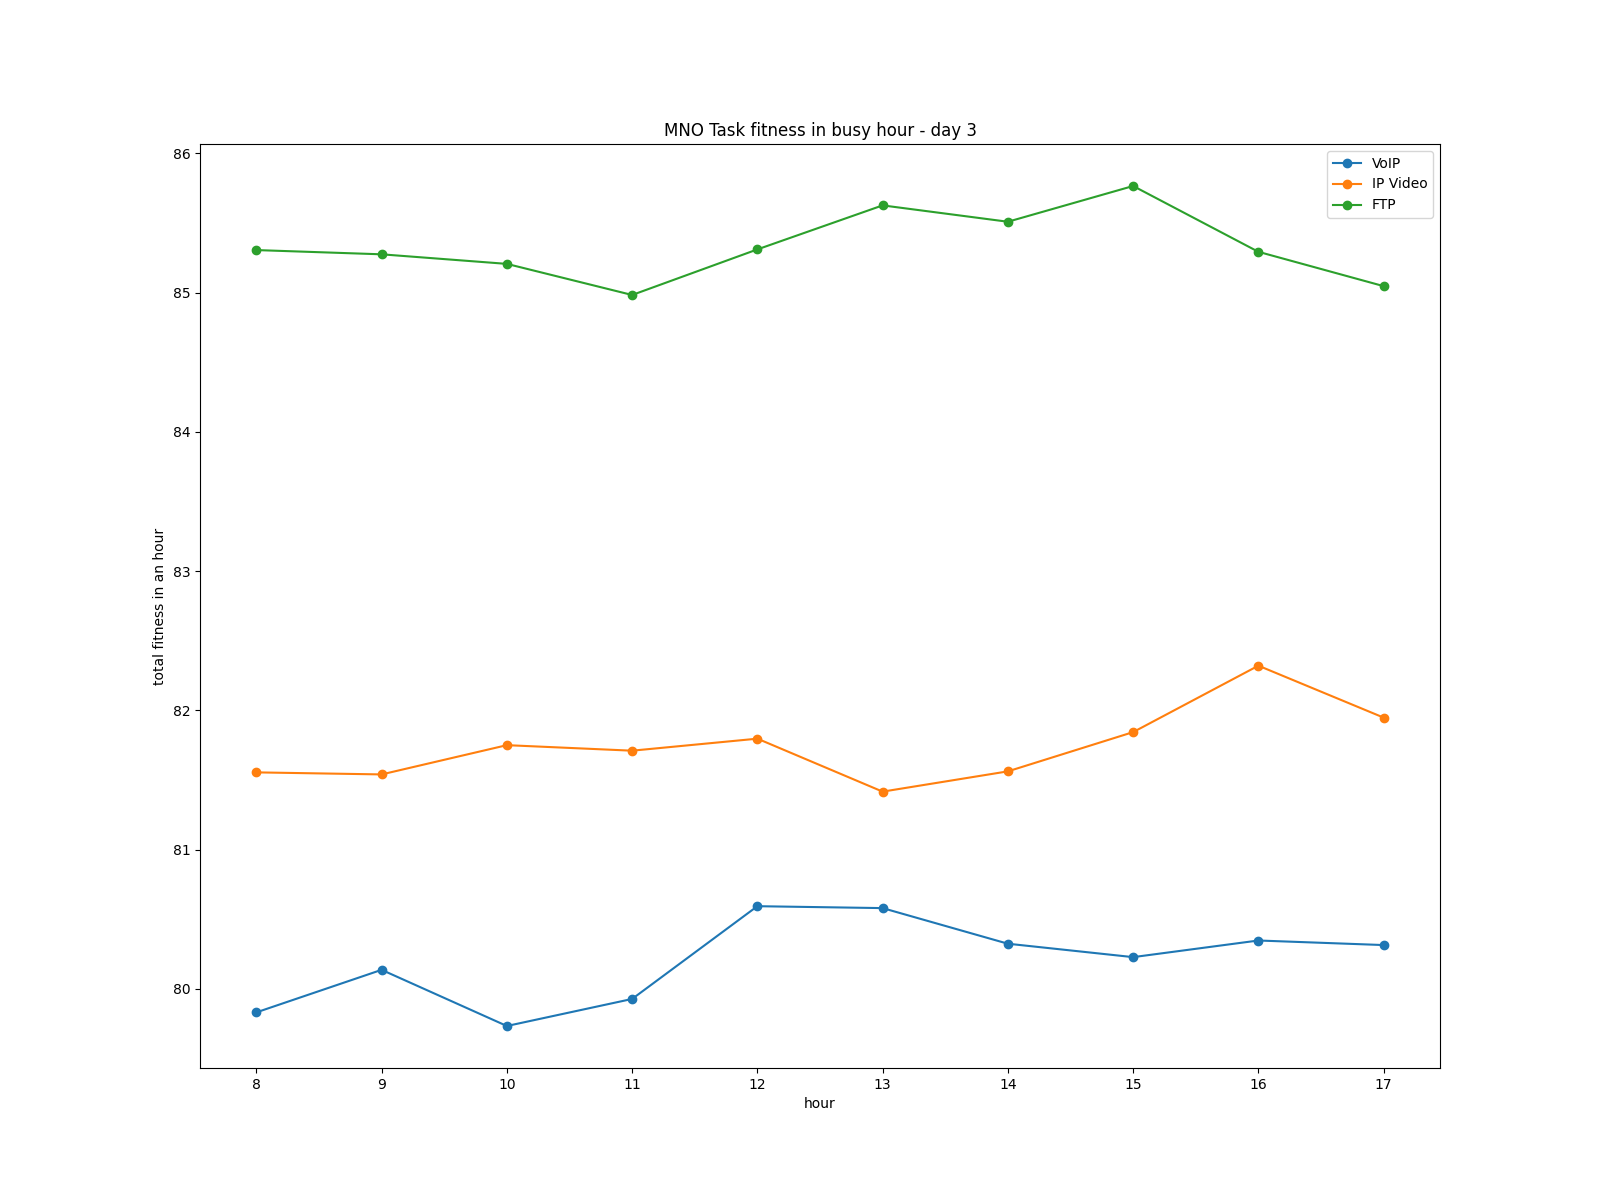 MNO Task fitness in busy hour - day 3
VoIP
IP Video
FTP
86
85
84
83
82
81
80
total fitness in an hour
8 9 10 11 12 13 14 15 16 17
hour